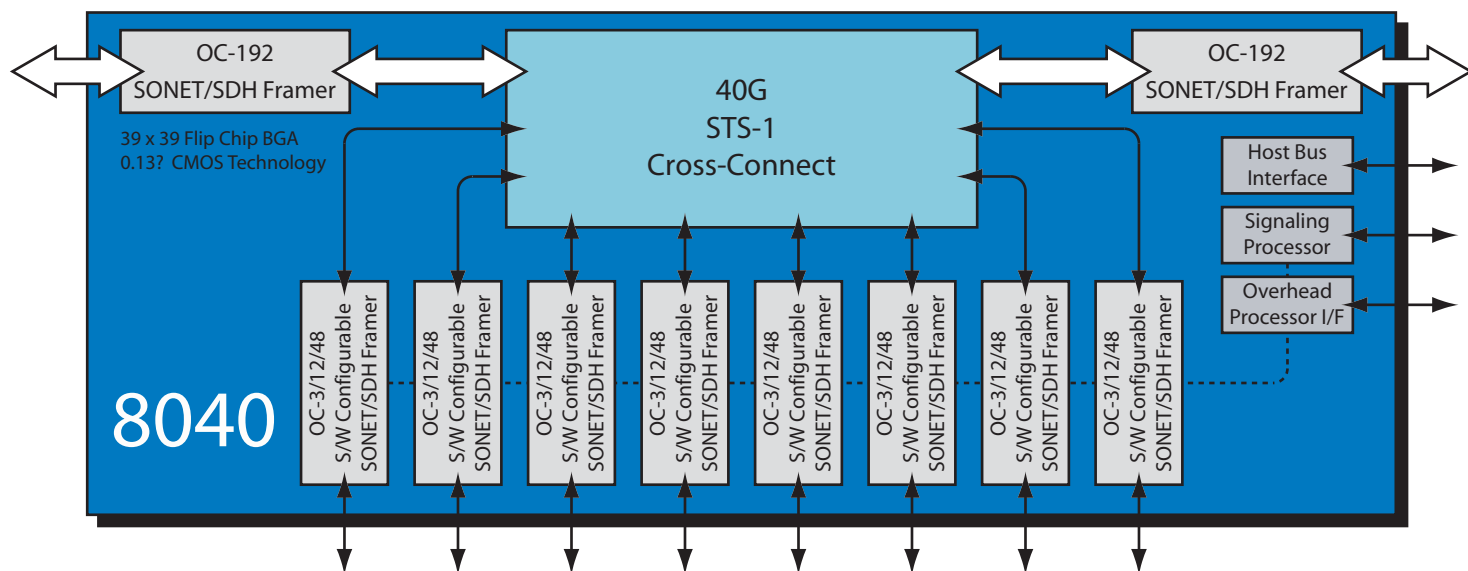 OC-192
SONET/SDH Framer
40G
STS-1
Cross-Connect
OC-192
SONET/SDH Framer
39 x 39 Flip Chip BGA
0.13? CMOS Technology
Host Bus
Interface
Signaling
Processor
Overhead
Processor I/F
8040
OC-3/12/48
S/W Configurable
SONET/SDH Framer
OC-3/12/48
S/W Configurable
SONET/SDH Framer
OC-3/12/48
S/W Configurable
SONET/SDH Framer
OC-3/12/48
S/W Configurable
SONET/SDH Framer
OC-3/12/48
S/W Configurable
SONET/SDH Framer
OC-3/12/48
S/W Configurable
SONET/SDH Framer
OC-3/12/48
S/W Configurable
SONET/SDH Framer
OC-3/12/48
S/W Configurable
SONET/SDH Framer